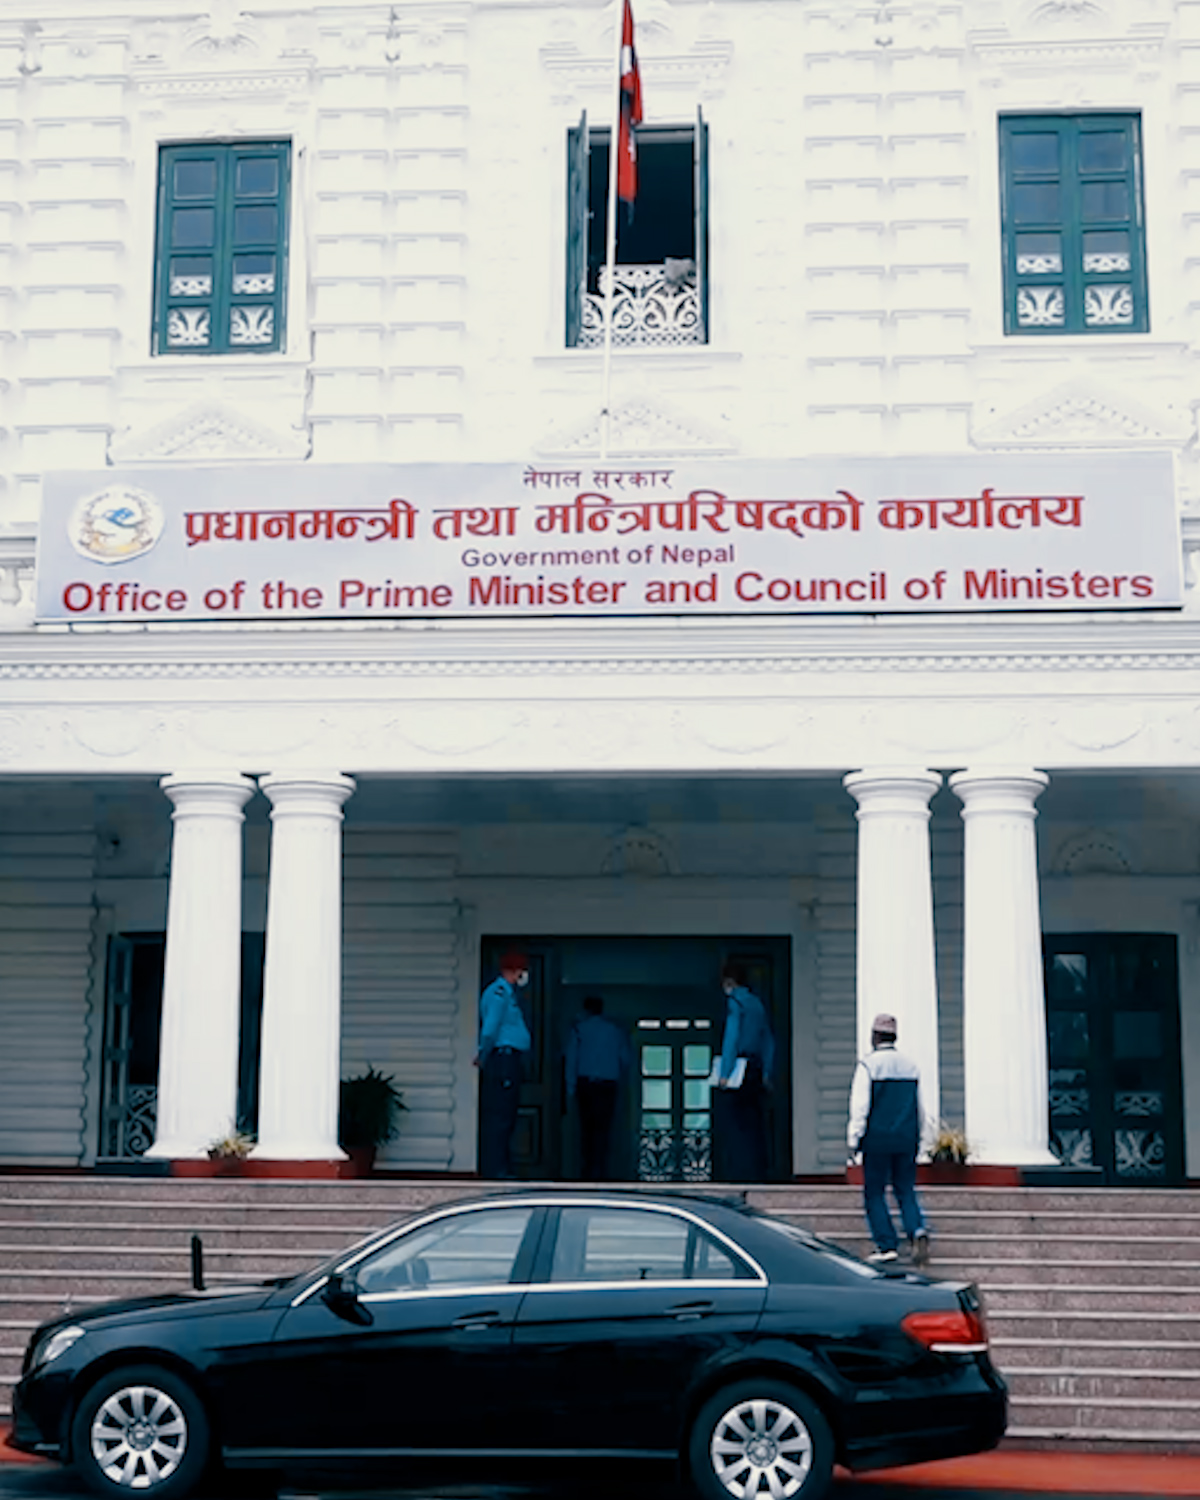 नेपाल सरकार
प्रधानमन्त्री तथा मन्त्रिपरिषद्को कार्यालय
Government of Nepal
Office of the Prime Minister and Council of Ministers